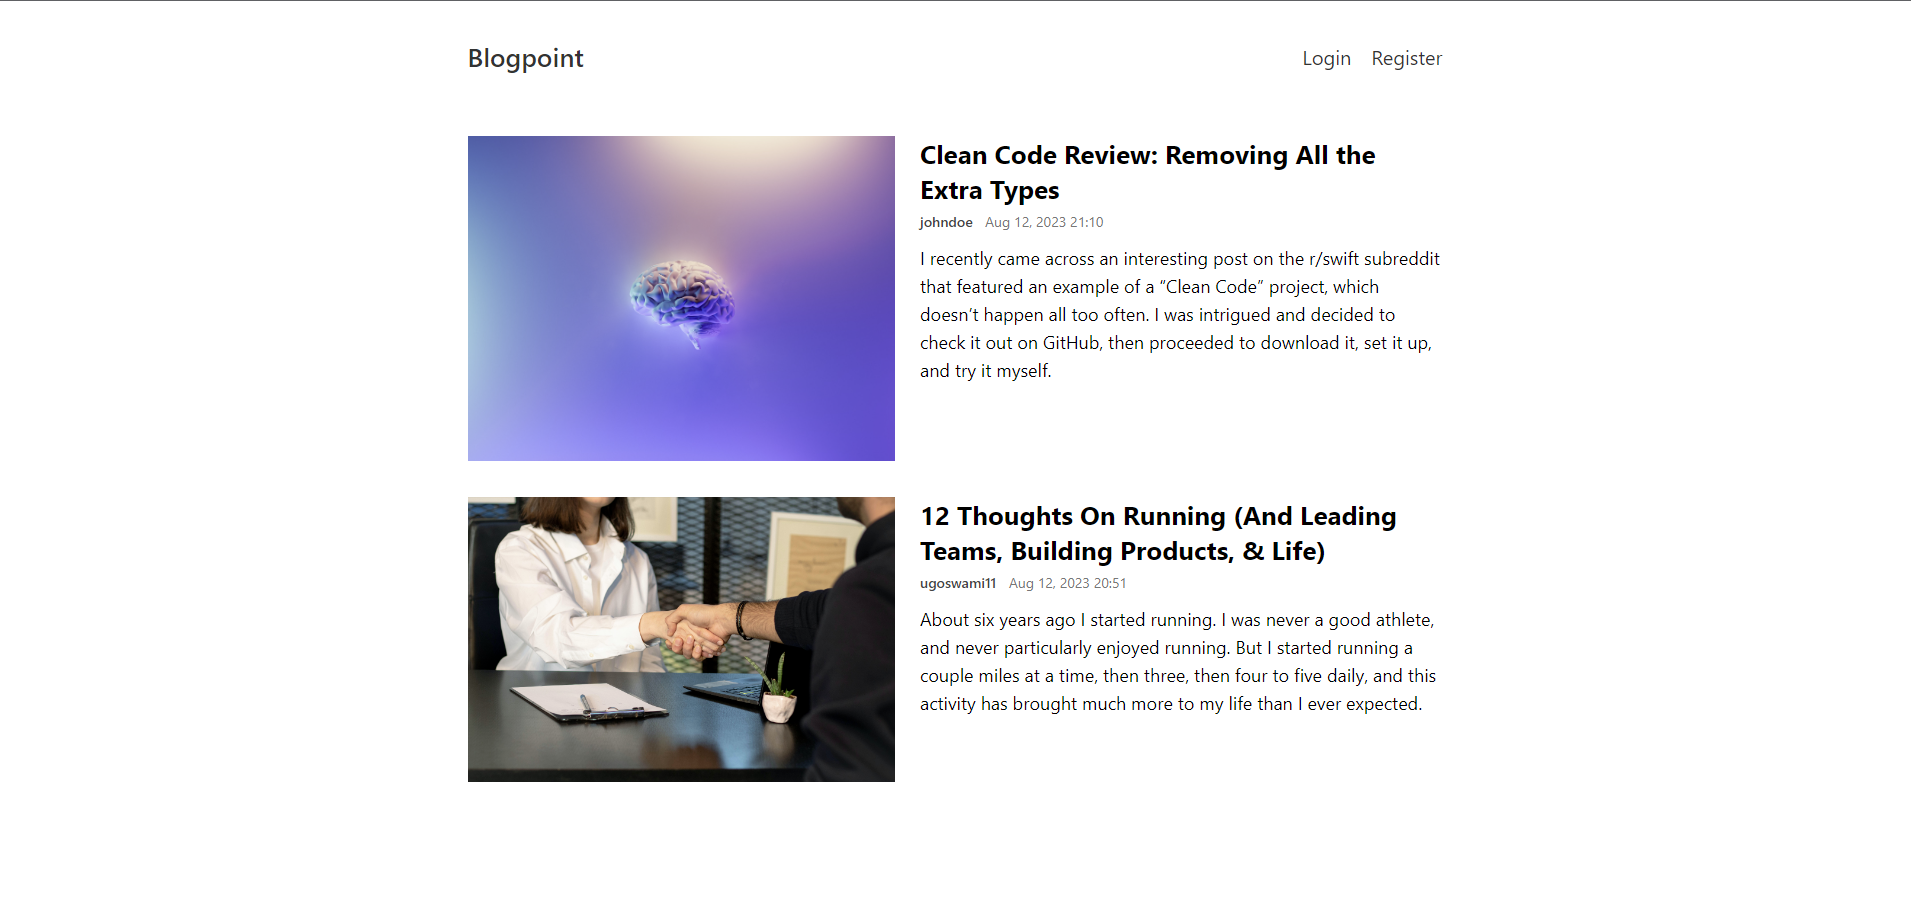 Blogpoint
Login Register
Clean Code Review: Removing All the
Extra Types
johndoe Aug 12, 2023 21:10
I recently came across an interesting post on the r/swift subreddit
that featured an example of a “Clean Code” project, which
doesn’t happen all too often. I was intrigued and decided to
check it out on GitHub, then proceeded to download it, set it up,
and try it myself.
12 Thoughts On Running (And Leading
Teams, Building Products, & Life)
ugoswami11 Aug 12, 2023 20:51
About six years ago I started running. I was never a good athlete,
and never particularly enjoyed running. But I started running a
couple miles at a time, then three, then four to five daily, and this
activity has brought much more to my life than I ever expected.